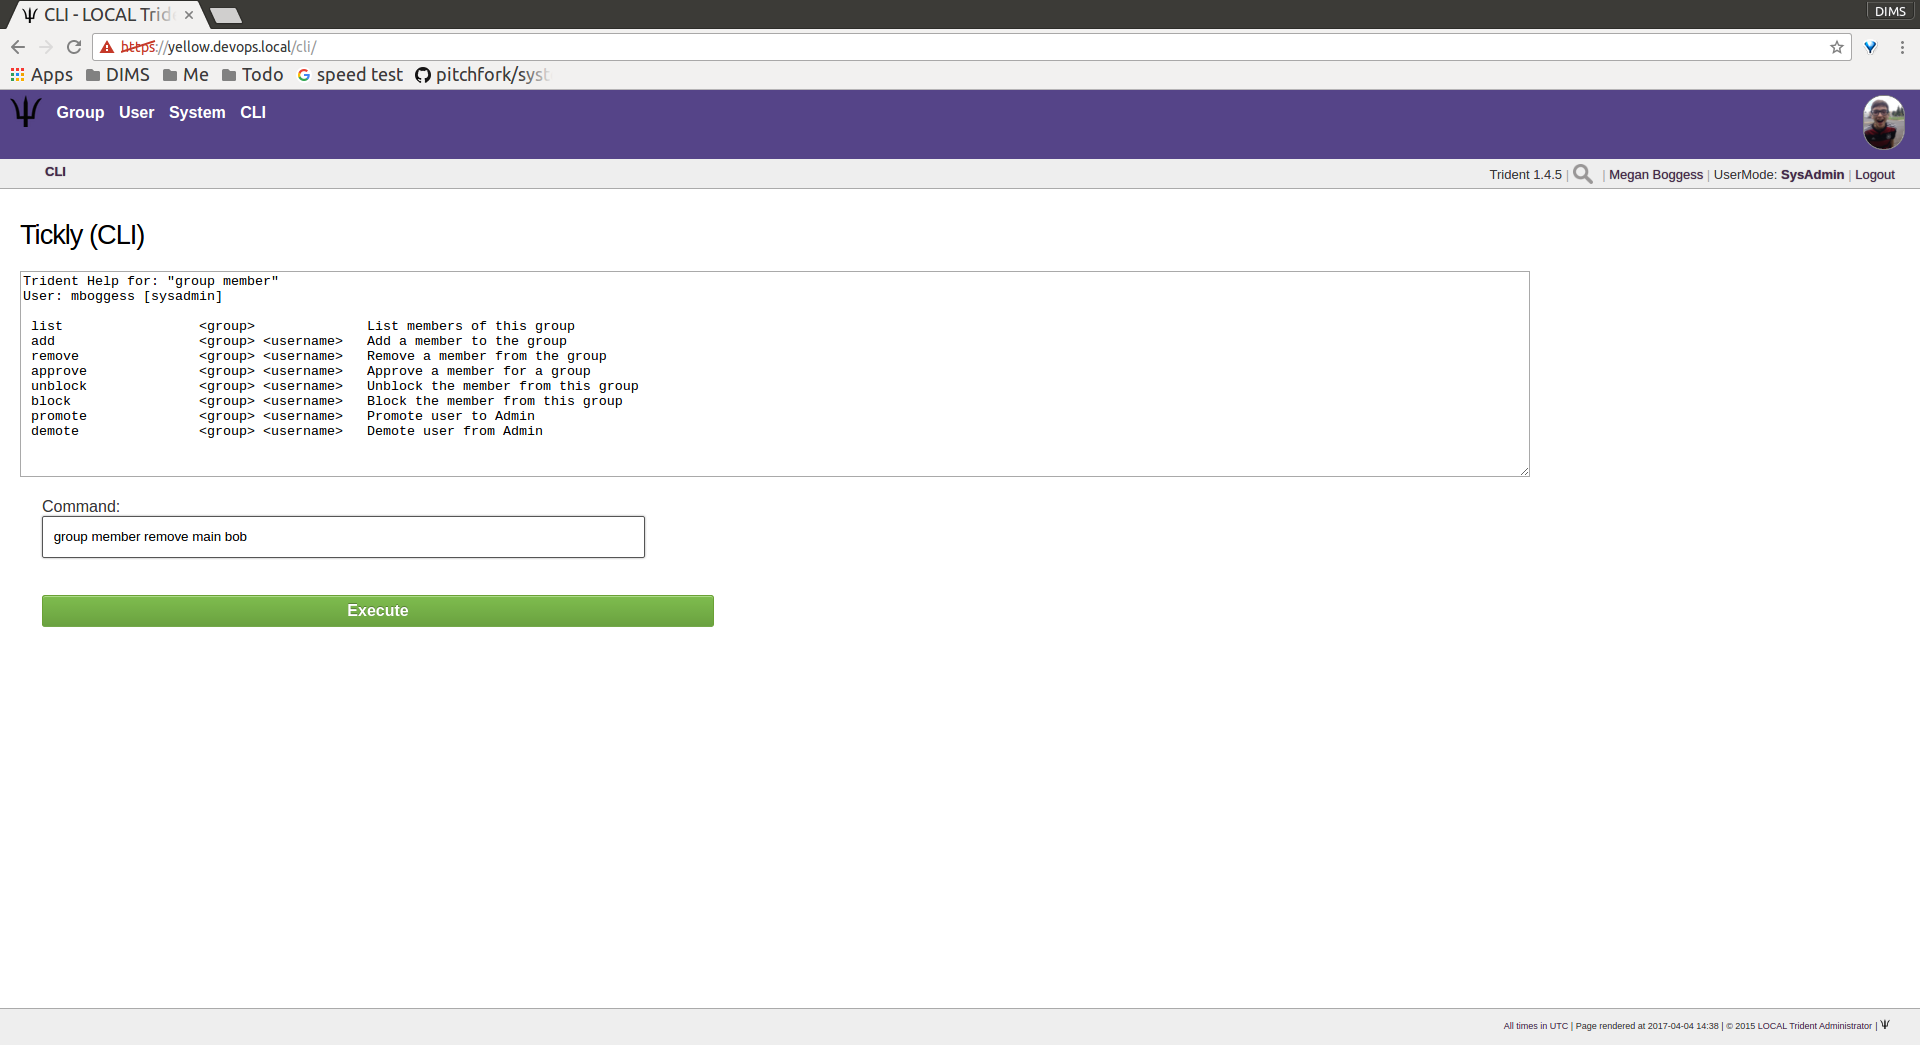 CLI - LOCAL Trid
DIMS
https://yellow.devops.local/cli/
Apps DIMS Me Todo speed test pitchfork/syst
Group User System CLI
CLI
Trident 1.4.5 | | Megan Boggess | UserMode: SysAdmin | Logout
Tickly (CLI)
Trident Help for: "group member"
User: mboggess [sysadmin]
list <group> List members of this group
add <group> <username> Add a member to the group
remove <group> <username> Remove a member from the group
approve <group> <username> Approve a member for a group
unblock <group> <username> Unblock the member from this group
block <group> <username> Block the member from this group
promote <group> <username> Promote user to Admin
demote <group> <username> Demote user from Admin
Command:
group member remove main bob
Execute
All times in UTC | Page rendered at 2017-04-04 14:38 | © 2015 LOCAL Trident Administrator |